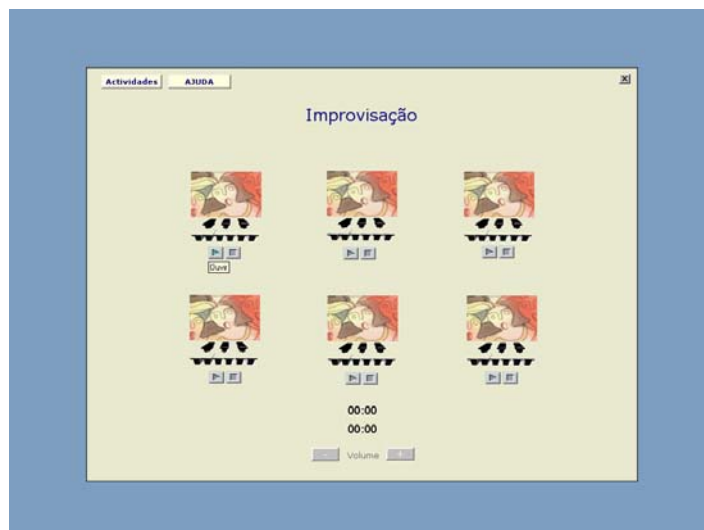 Actividades AJUDA x
Improvisação
Ouvir
00:00
00:00
- Volume +